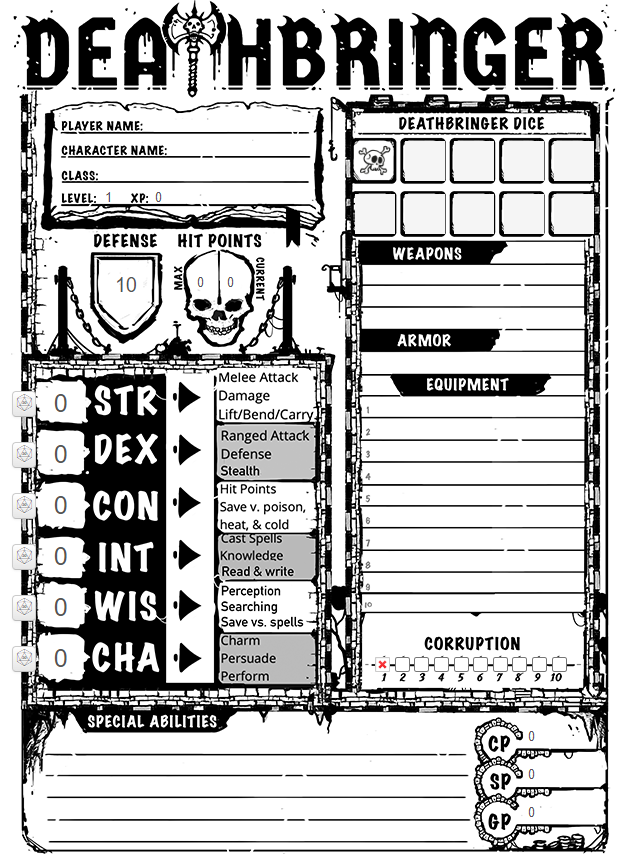 DEATHBRINGER
PLAYER NAME:
CHARACTER NAME:
CLASS:
LEVEL: 1 XP: 0
DEFENSE HIT POINTS
10
MAX 0 0 CURRENT
0 STR
Melee Attack
Damage
Lift/Bend/Carry
0 DEX
Ranged Attack
Defense
Stealth
0 CON
Hit Points
Save v. poison,
heat, & cold
0 INT
Cast Spells
Knowledge
Read & write
0 WIS
Perception
Searching
Save vs. spells
0 CHA
Charm
Persuade
Perform
DEATHBRINGER DICE
WEAPONS
ARMOR
EQUIPMENT
1
2
3
4
5
6
7
8
9
10
CORRUPTION
1 2 3 4 5 6 7 8 9 10
SPECIAL ABILITIES
CP 0
SP 0
GP 0